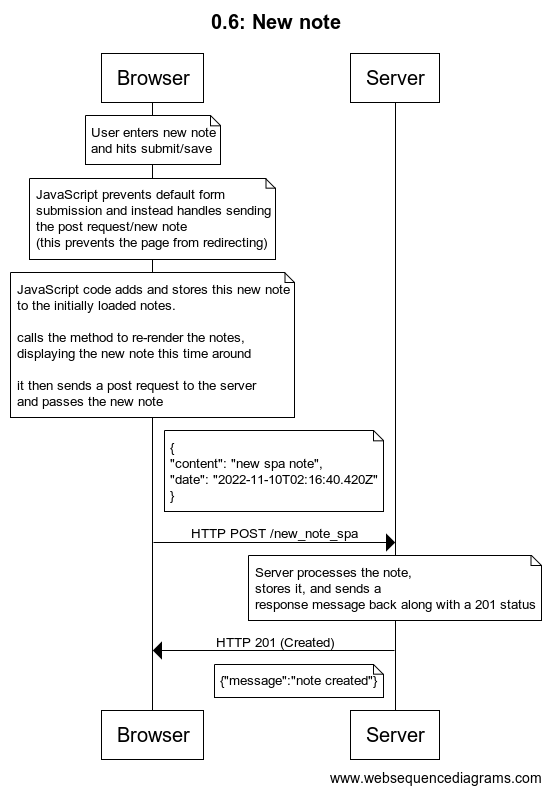 0.6: New note
Browser
Server
User enters new note
and hits submit/save
JavaScript prevents default form
submission and instead handles sending
the post request/new note
(this prevents the page from redirecting)
JavaScript code adds and stores this new note
to the initially loaded notes.
calls the method to re-render the notes,
displaying the new note this time around
it then sends a post request to the server
and passes the new note
{
"content": "new spa note",
"date": "2022-11-10T02:16:40.420Z"
}
HTTP POST /new_note_spa
Server processes the note,
stores it, and sends a
response message back along with a 201 status
HTTP 201 (Created)
{"message":"note created"}
Browser
Server
www.websequencediagrams.com